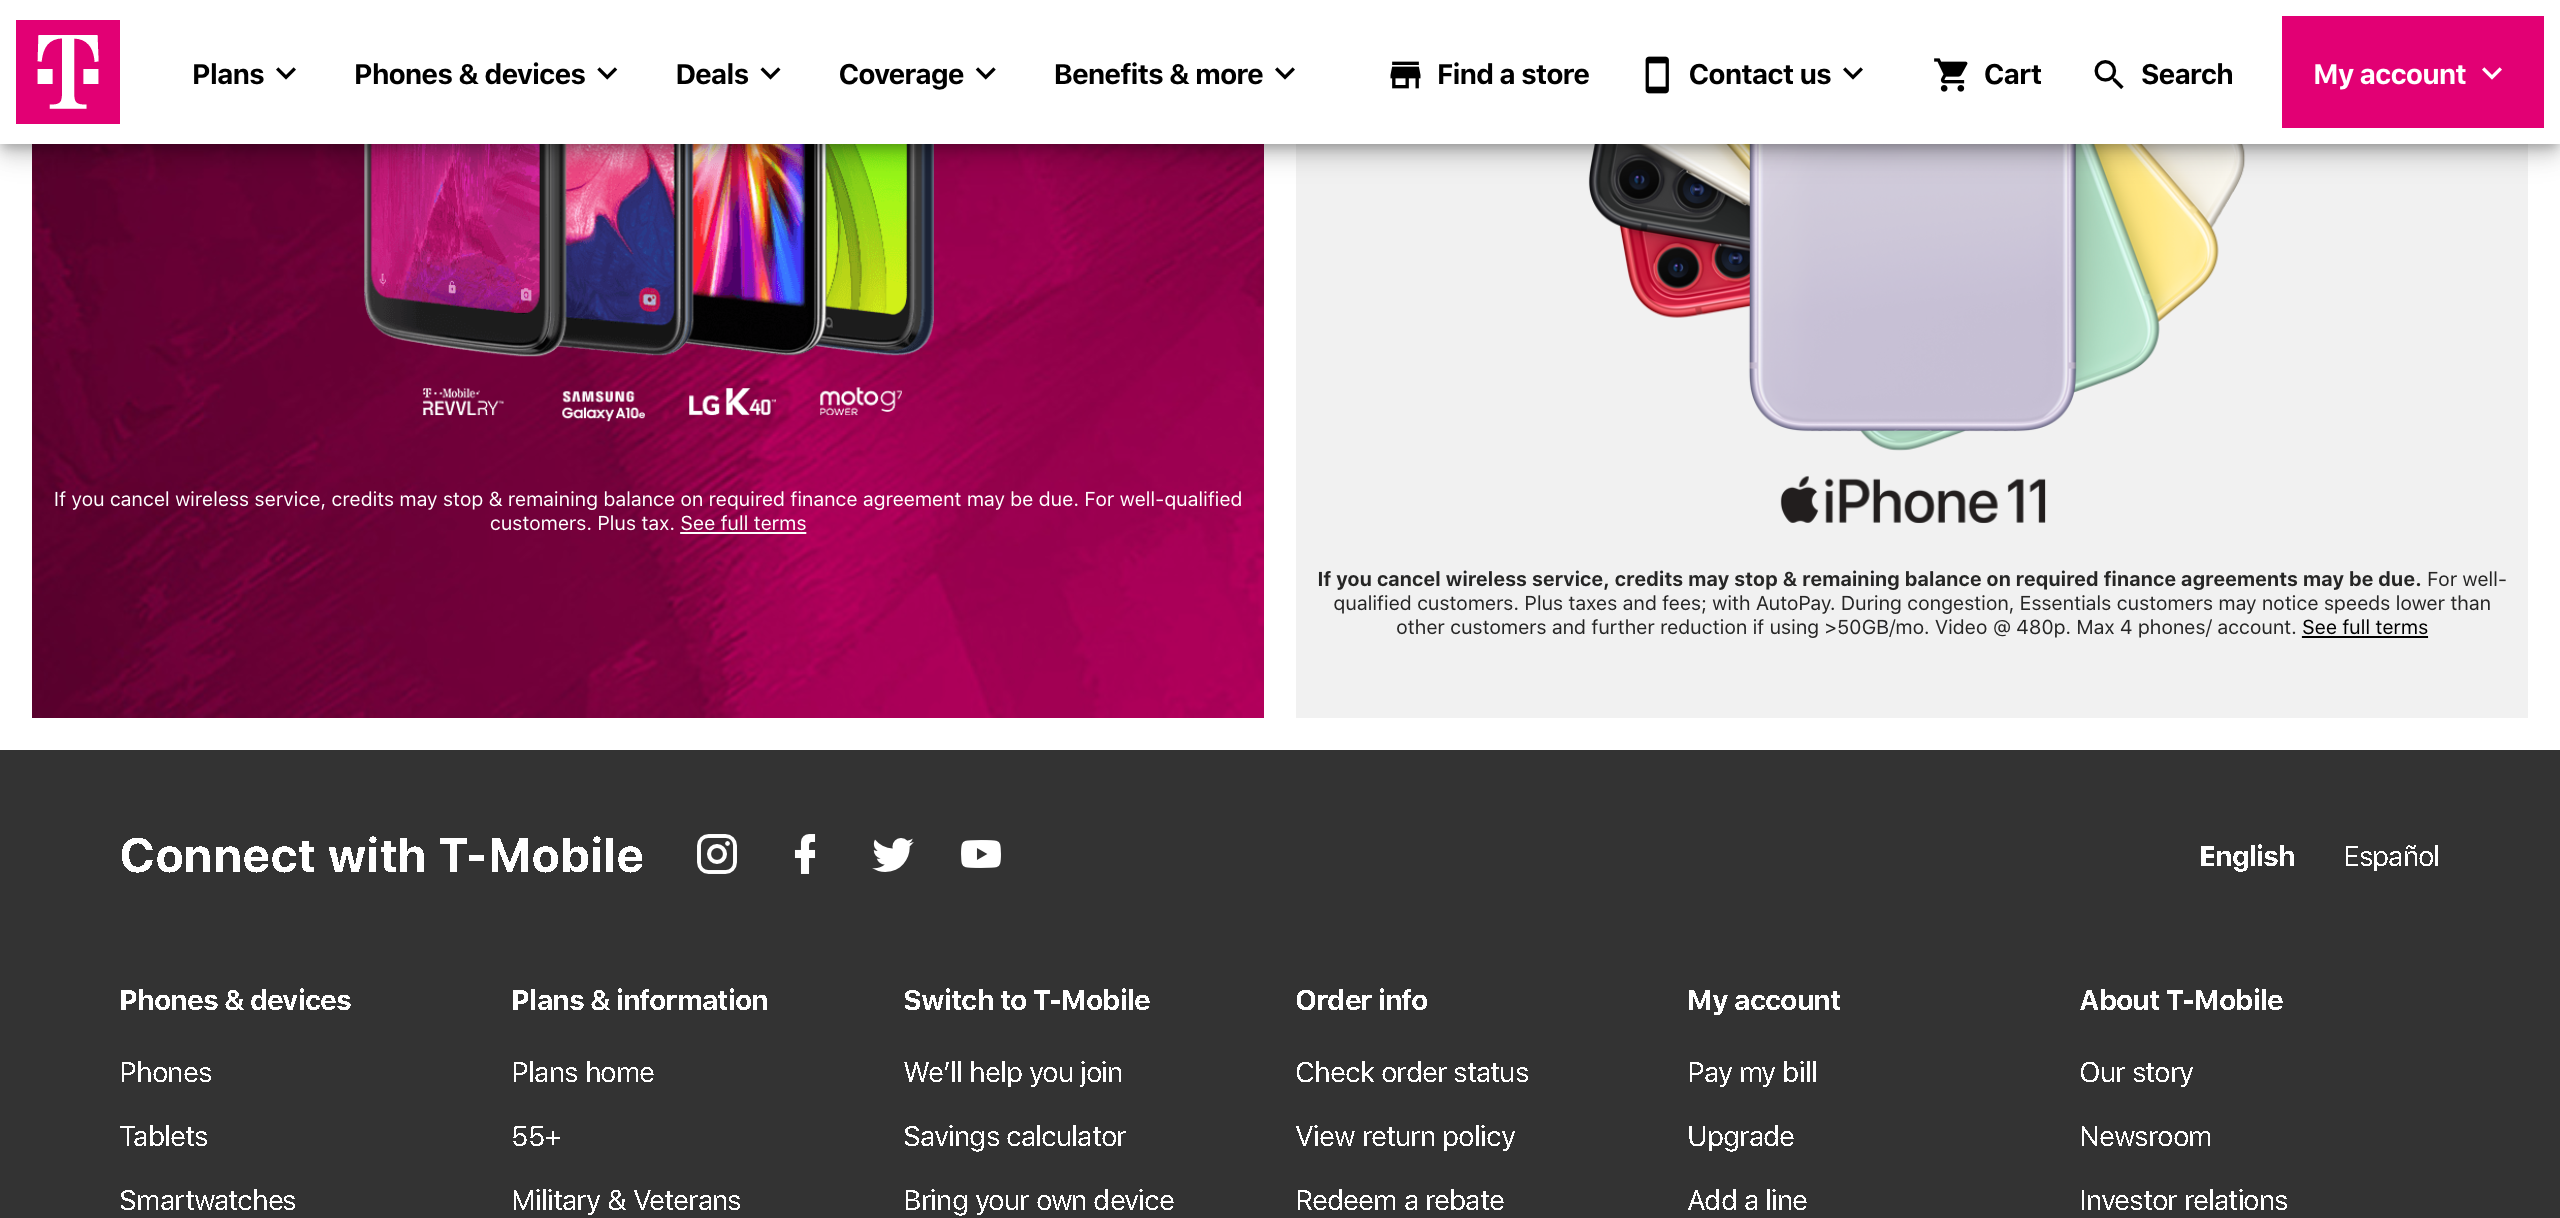 Plans
Phones & devices
Deals
Coverage
Benefits & more
Find a store
Contact us
Cart
Search
My account
T-Mobile
REVVLRY™
SAMSUNG
Galaxy A10e
LG K40™
moto g7
POWER
If you cancel wireless service, credits may stop & remaining balance on required finance agreement may be due. For well-qualified
customers. Plus tax. See full terms
iPhone 11
If you cancel wireless service, credits may stop & remaining balance on required finance agreements may be due. For well-
qualified customers. Plus taxes and fees; with AutoPay. During congestion, Essentials customers may notice speeds lower than
other customers and further reduction if using >50GB/mo. Video @ 480p. Max 4 phones/ account. See full terms
Connect with T-Mobile
English
Español
Phones & devices
Phones
Tablets
Smartwatches
Plans & information
Plans home
55+
Military & Veterans
Switch to T-Mobile
We’ll help you join
Savings calculator
Bring your own device
Order info
Check order status
View return policy
Redeem a rebate
My account
Pay my bill
Upgrade
Add a line
About T-Mobile
Our story
Newsroom
Investor relations